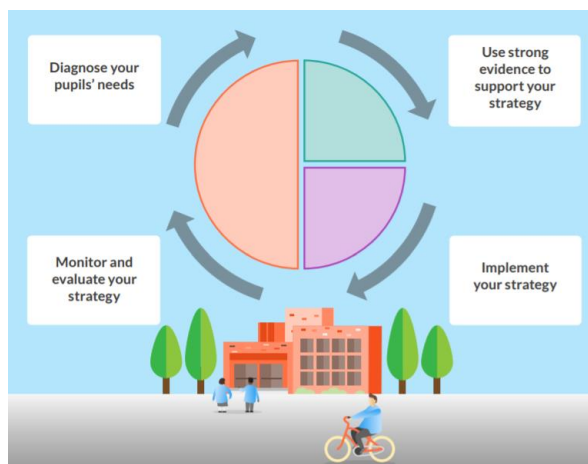 Diagnose your
pupils' needs
Use strong
evidence to
support your
strategy
Monitor and
evaluate your
strategy
Implement
your strategy